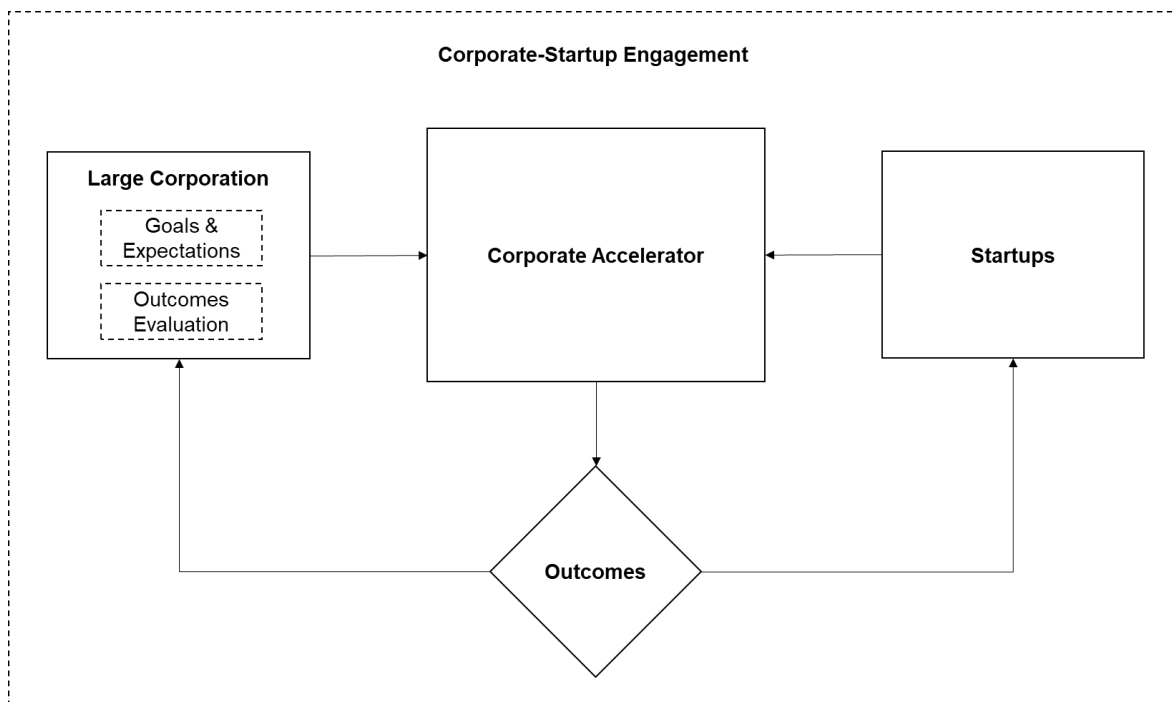 Corporate-Startup Engagement
Large Corporation
Goals &
Expectations
Outcomes
Evaluation
Corporate Accelerator
Startups
Outcomes